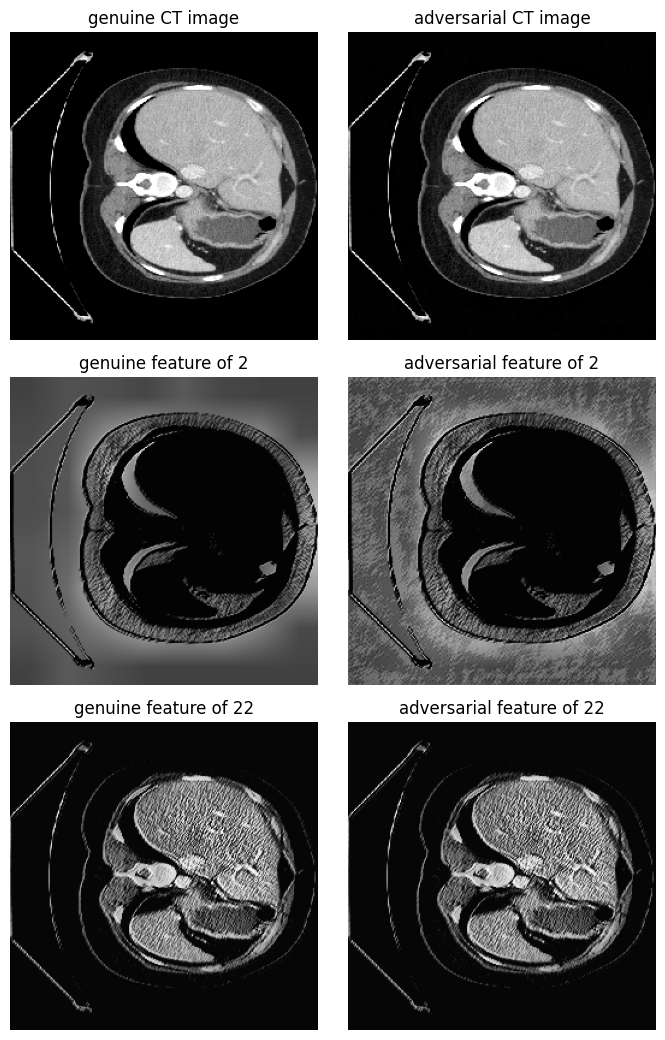 genuine CT image
adversarial CT image
genuine feature of 2
adversarial feature of 2
genuine feature of 22
adversarial feature of 22